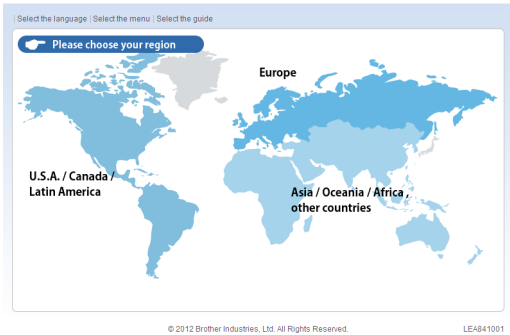 | Select the language | Select the menu | Select the guide
Please choose your region
Europe
U.S.A. / Canada /
Latin America
Asia / Oceania / Africa ,
other countries
© 2012 Brother Industries, Ltd. All Rights Reserved.
LEA841001